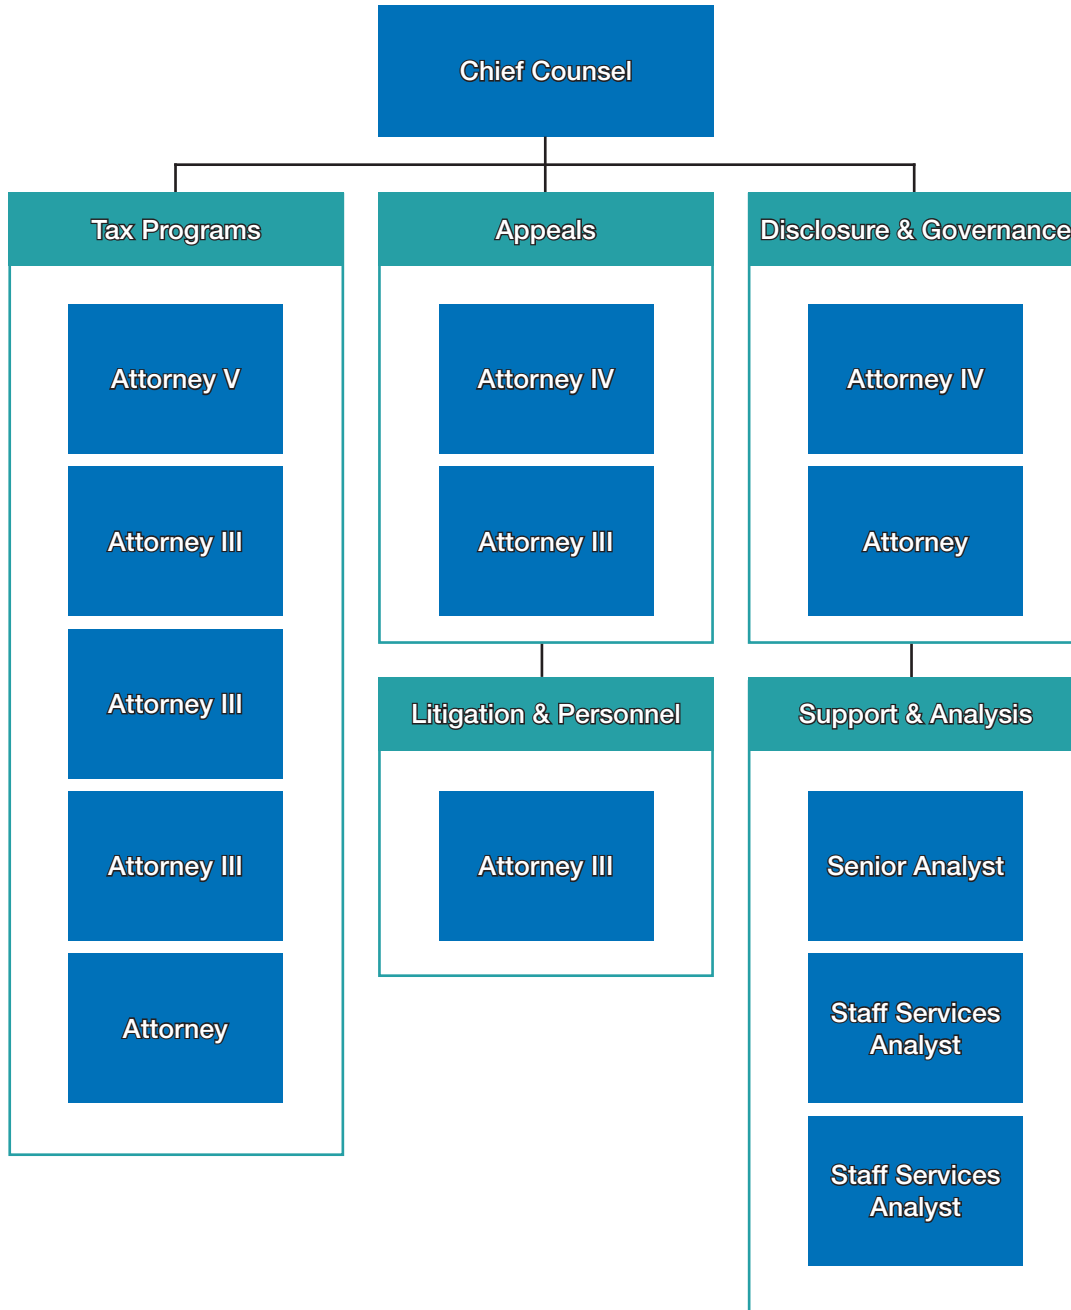 Chief Counsel
Tax Programs
Attorney V
Attorney III
Attorney III
Attorney III
Attorney
Appeals
Attorney IV
Attorney III
Litigation & Personnel
Attorney III
Disclosure & Governance
Attorney IV
Attorney
Support & Analysis
Senior Analyst
Staff Services
Analyst
Staff Services
Analyst